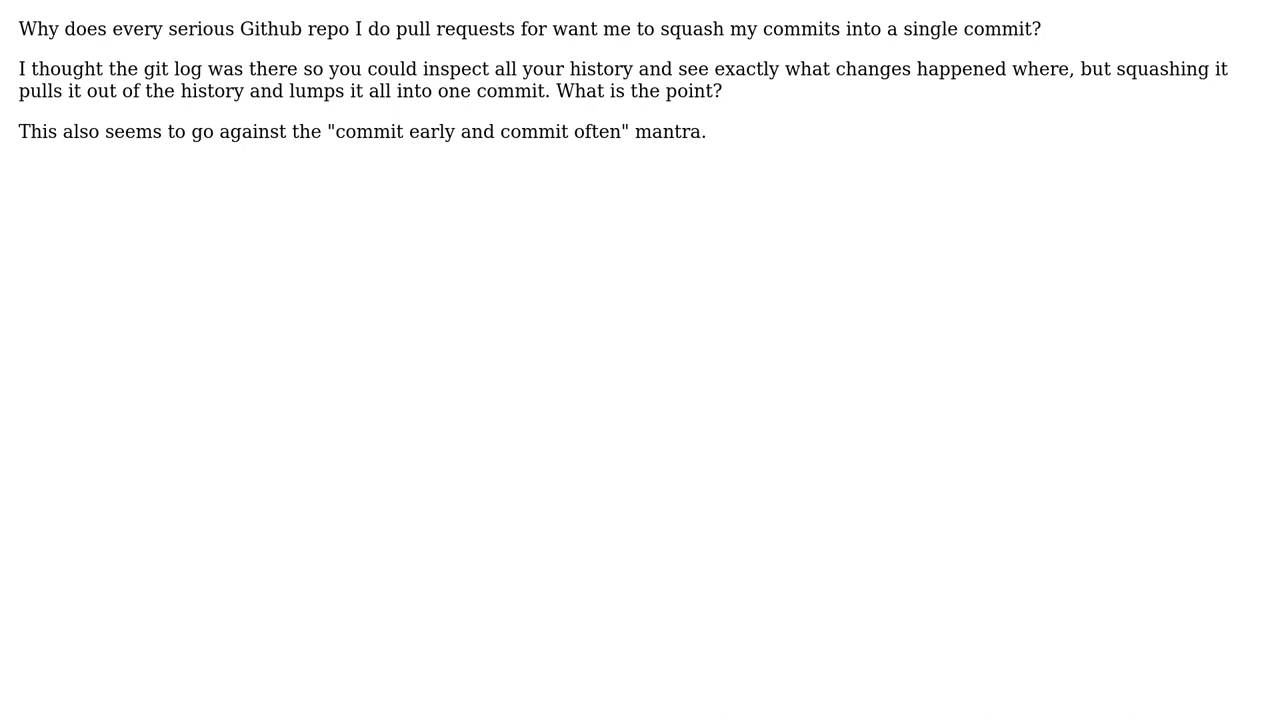 Why does every serious Github repo I do pull requests for want me to squash my commits into a single commit?
I thought the git log was there so you could inspect all your history and see exactly what changes happened where, but squashing it
pulls it out of the history and lumps it all into one commit. What is the point?
This also seems to go against the "commit early and commit often" mantra.